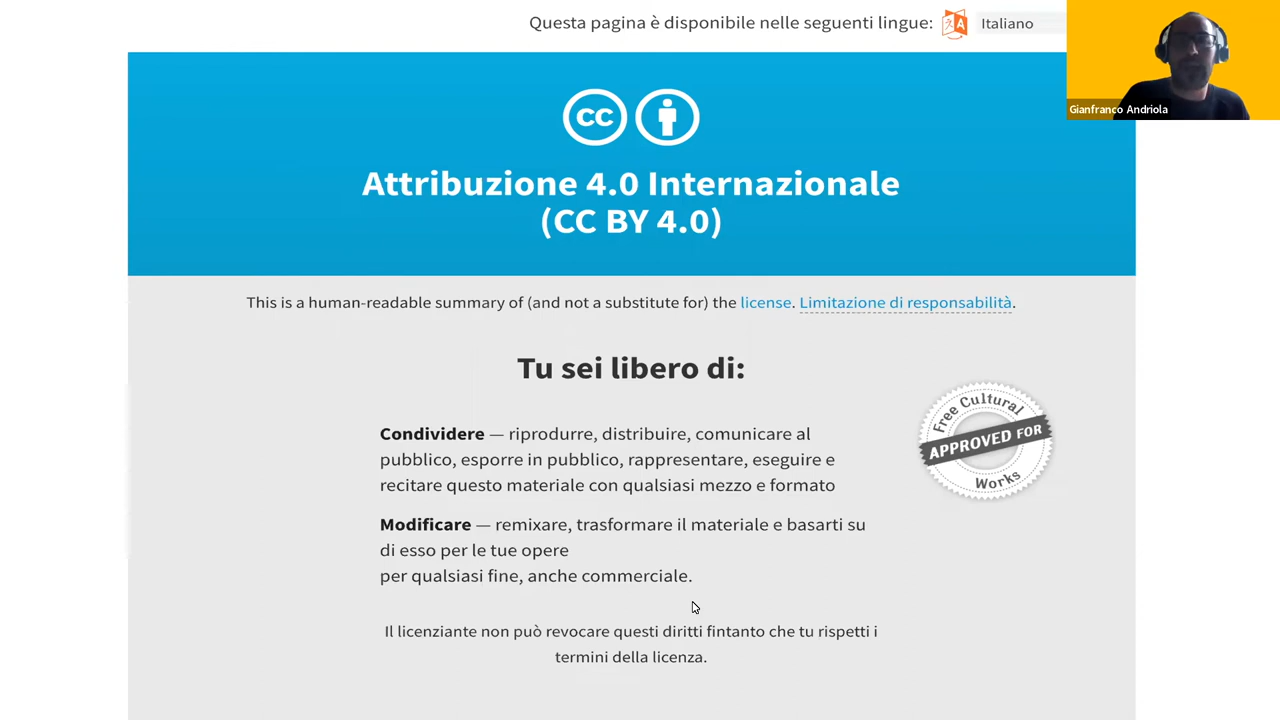 Questa pagina è disponibile nelle seguenti lingue: Italiano
Gianfranco Andriola
Attribuzione 4.0 Internazionale
(CC BY 4.0)
This is a human-readable summary of (and not a substitute for) the license. Limitazione di responsabilità.
Tu sei libero di:
Free Cultural
APPROVED FOR
Works
Condividere — riprodurre, distribuire, comunicare al
pubblico, esporre in pubblico, rappresentare, eseguire e
recitare questo materiale con qualsiasi mezzo e formato
Modificare — remixare, trasformare il materiale e basarti su
di esso per le tue opere
per qualsiasi fine, anche commerciale.
Il licenziante non può revocare questi diritti fintanto che tu rispetti i
termini della licenza.